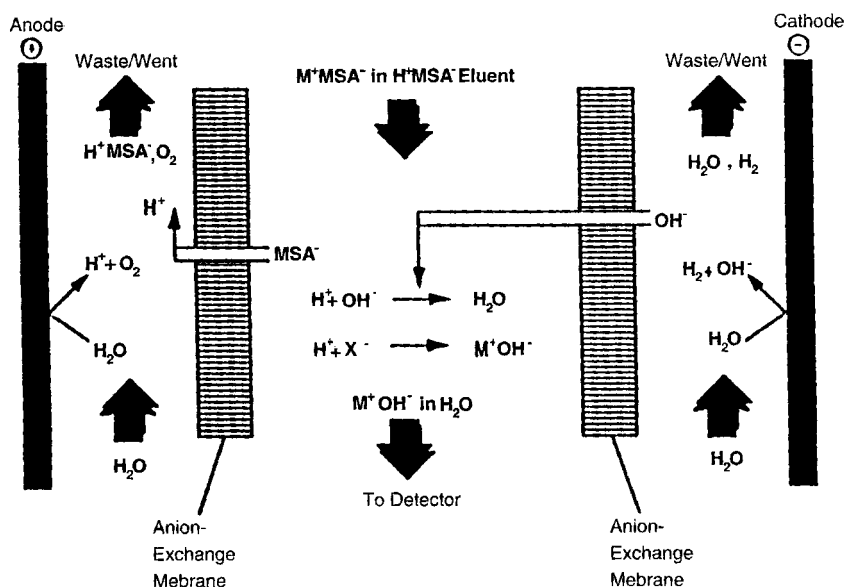 Anode
+
Waste/Went
H⁺MSA⁻,O₂
H⁺
MSA⁻
H⁺+ O₂
H₂O
H₂O
Anion-
Exchange
Mebrane
M⁺MSA⁻ in H⁺MSA⁻ Eluent
H⁺+ OH⁻ → H₂O
H⁺+ X⁻ → M⁺OH⁻
M⁺OH⁻ in H₂O
To Detector
Cathode
−
Waste/Went
H₂O , H₂
OH⁻
H₂+ OH⁻
H₂O
H₂O
Anion-
Exchange
Mebrane